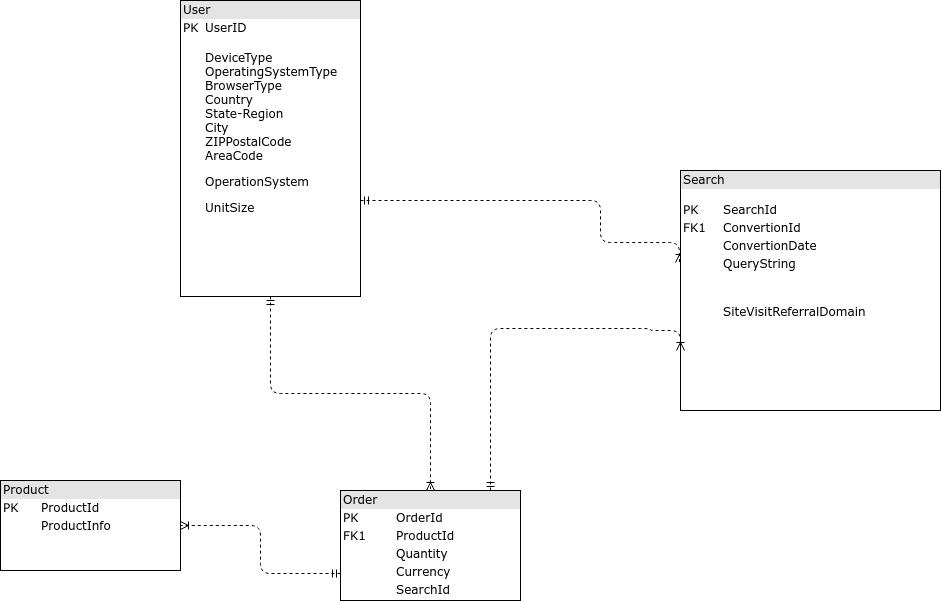 User
PK UserID
DeviceType
OperatingSystemType
BrowserType
Country
State-Region
City
ZIPPostalCode
AreaCode
OperationSystem
UnitSize
Search
PK SearchId
FK1 ConvertionId
ConvertionDate
QueryString
SiteVisitReferralDomain
Product
PK ProductId
ProductInfo
Order
PK OrderId
FK1 ProductId
Quantity
Currency
SearchId